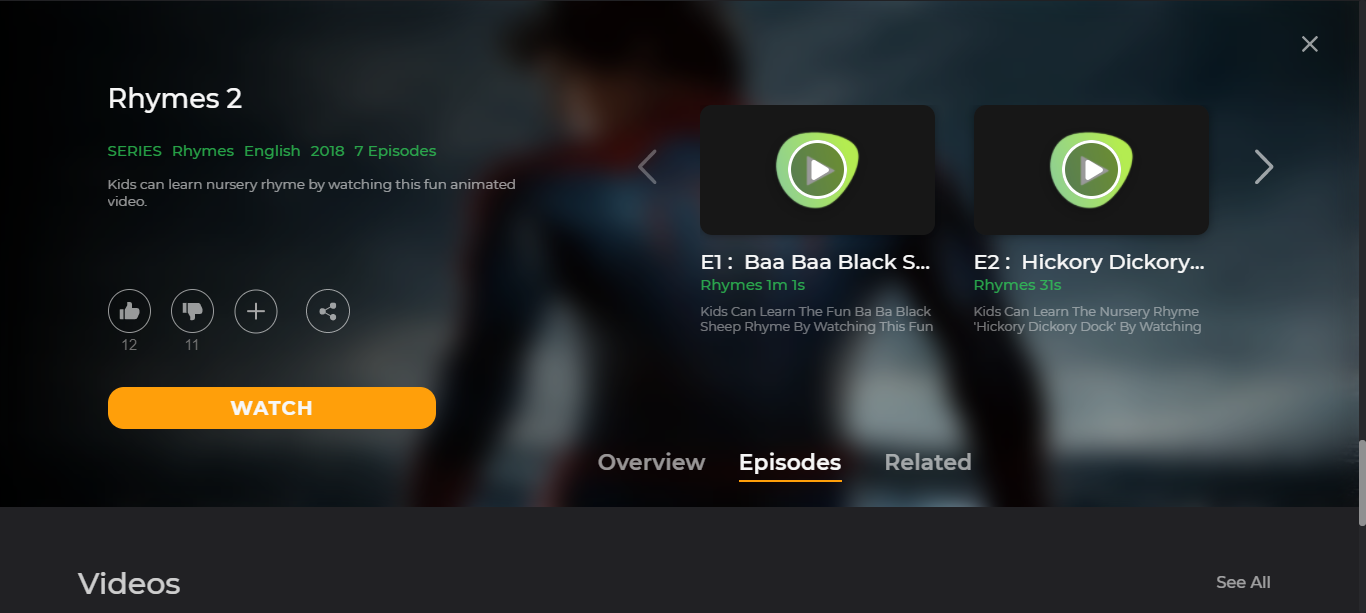 Rhymes 2
SERIES Rhymes English 2018 7 Episodes
Kids can learn nursery rhyme by watching this fun animated
video.
12
11
WATCH
E1 : Baa Baa Black S...
Rhymes 1m 1s
Kids Can Learn The Fun Ba Ba Black
Sheep Rhyme By Watching This Fun
E2 : Hickory Dickory...
Rhymes 31s
Kids Can Learn The Nursery Rhyme
'Hickory Dickory Dock' By Watching
Overview Episodes Related
Videos
See All